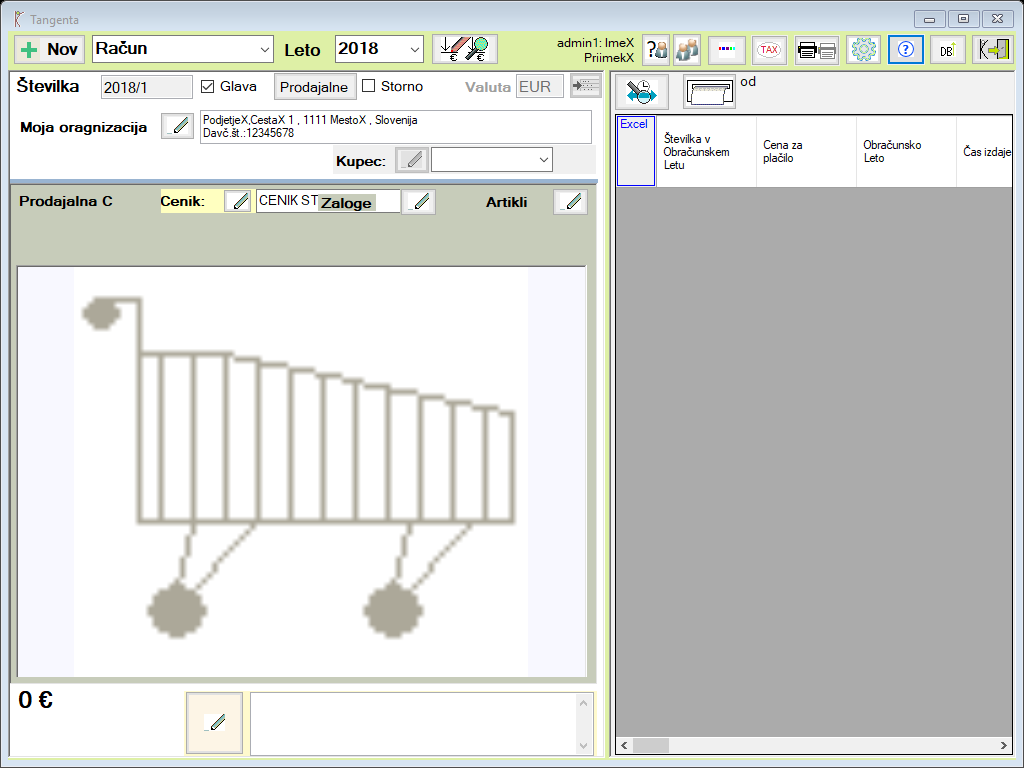 Tangenta
Nov
Račun
Leto
2018
admin1: ImeX
PriimekX
?
TAX
?
DB
Številka
2018/1
Glava
Prodajalne
Storno
Valuta
EUR
Moja oragnizacija
PodjetjeX,CestaX 1 , 1111 MestoX , Slovenija
Davč.št.:12345678
Kupec:
Prodajalna C
Cenik:
CENIK ST
Zaloge
Artikli
0 €
od
Excel
Številka v
Obračunskem
Letu
Cena za
plačilo
Obračunsko
Leto
Čas izdaje